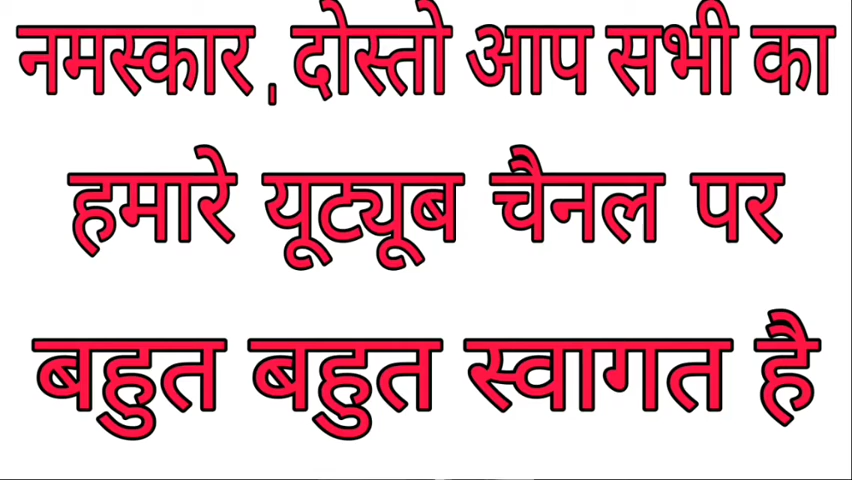 नमस्कार , दोस्तो आप सभी का
हमारे यूट्यूब चैनल पर
बहुत बहुत स्वागत है